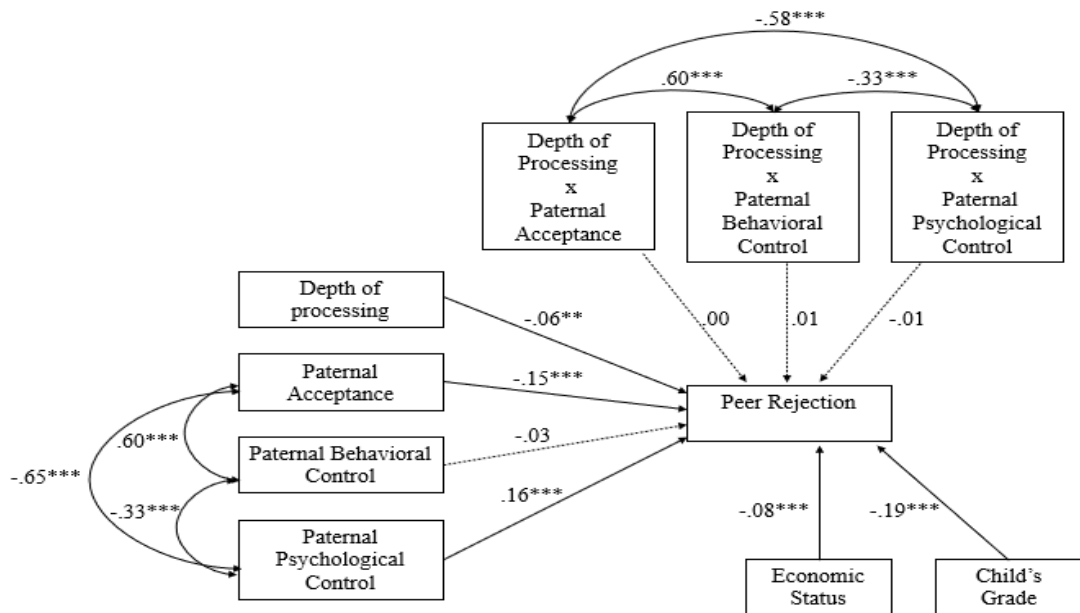 -.58***
.60***
-.33***
Depth of
Processing
x
Paternal
Acceptance
Depth of
Processing
x
Paternal
Behavioral
Control
Depth of
Processing
x
Paternal
Psychological
Control
.00
.01
-.01
Depth of
processing
-.06**
Paternal
Acceptance
-.15***
Peer Rejection
.60***
Paternal Behavioral
Control
-.03
-.65***
-.33***
.16***
Paternal
Psychological
Control
-.08***
-.19***
Economic
Status
Child’s
Grade